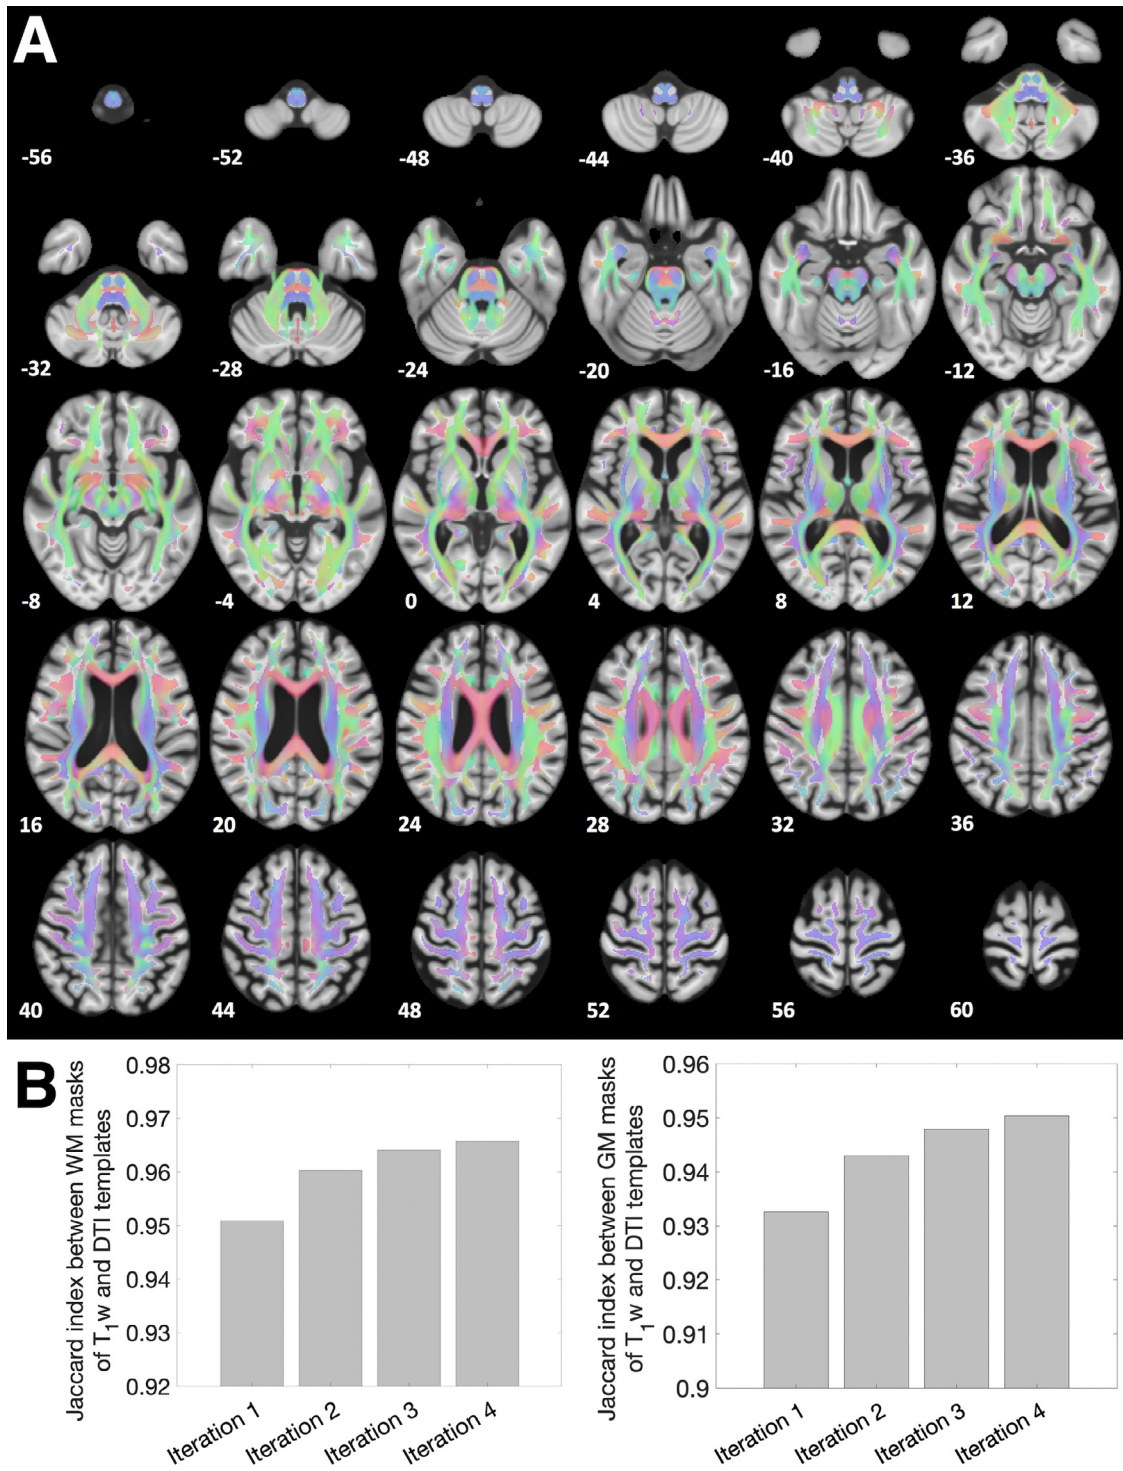 A
-56 -52 -48 -44 -40 -36
-32 -28 -24 -20 -16 -12
-8 -4 0 4 8 12
16 20 24 28 32 36
40 44 48 52 56 60
B
Jaccard index between WM masks
of T1w and DTI templates
0.98
0.97
0.96
0.95
0.94
0.93
0.92
Iteration 1 Iteration 2 Iteration 3 Iteration 4
Jaccard index between GM masks
of T1w and DTI templates
0.96
0.95
0.94
0.93
0.92
0.91
0.9
Iteration 1 Iteration 2 Iteration 3 Iteration 4